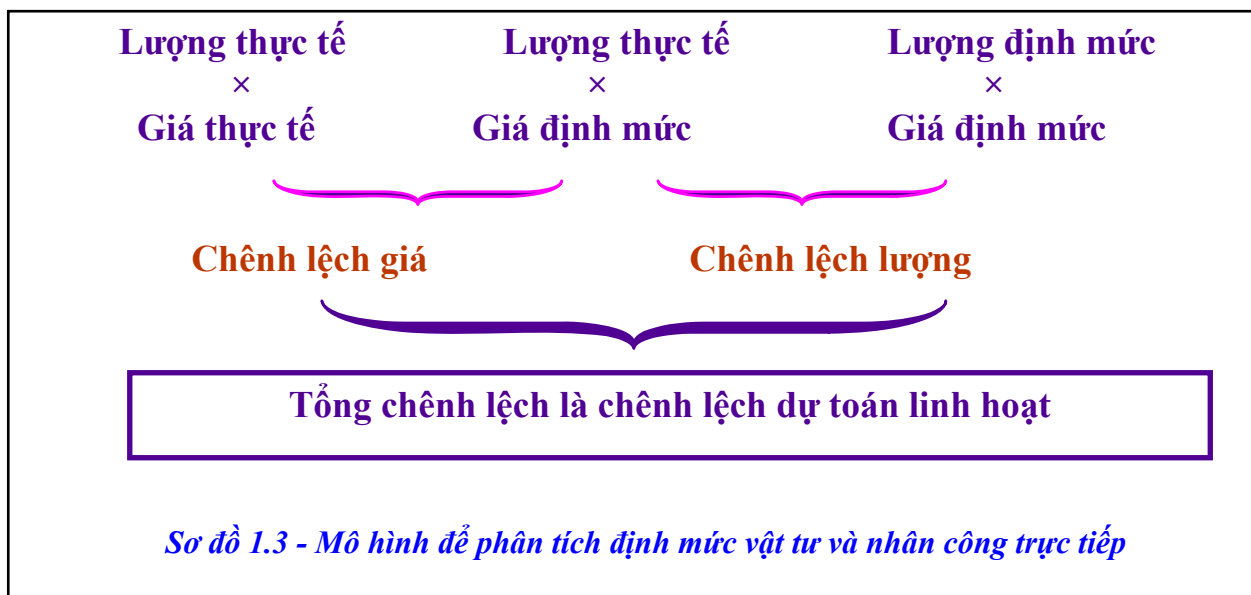 Lượng thực tế Lượng thực tế Lượng định mức
× × ×
Giá thực tế Giá định mức Giá định mức
Chênh lệch giá Chênh lệch lượng
Tổng chênh lệch là chênh lệch dự toán linh hoạt
Sơ đồ 1.3 - Mô hình để phân tích định mức vật tư và nhân công trực tiếp